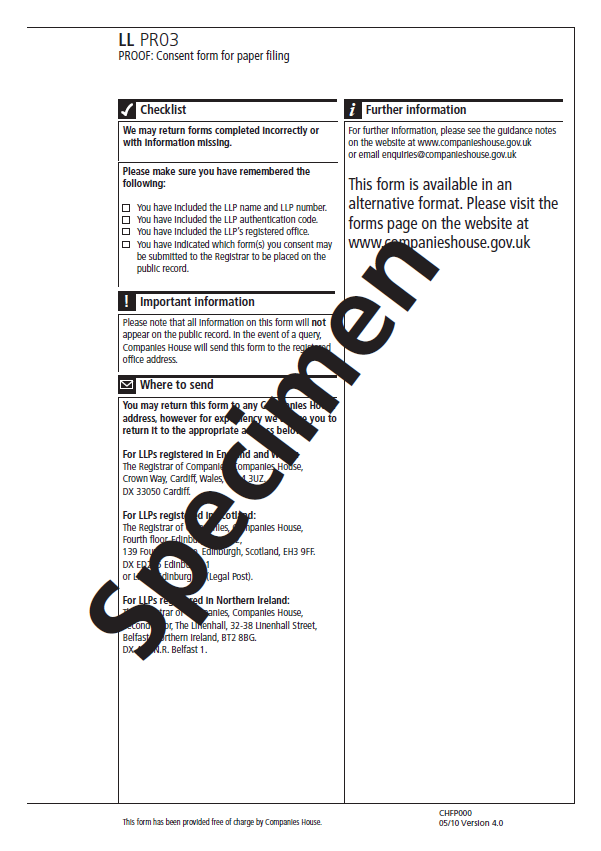 LL PR03
PROOF: Consent form for paper filing
Checklist
We may return forms completed incorrectly or
with information missing.
Please make sure you have remembered the
following:
You have included the LLP name and LLP number.
You have included the LLP authentication code.
You have included the LLP's registered office.
You have indicated which form(s) you consent may
be submitted to the Registrar to be placed on the
public record.
Important information
Please note that all information on this form will not
appear on the public record. In the event of a query,
Companies House will send this form to the registered
office address.
Where to send
You may return this form to any Companies House
address, however for expediency we advise you to
return it to the appropriate address below:
For LLPs registered in England and Wales:
The Registrar of Companies, Companies House,
Crown Way, Cardiff, Wales, 3UZ.
DX 33050 Cardiff.
For LLPs registered in Scotland:
The Registrar of Companies, Companies House,
Fourth floor, Edinburgh
139 Edinburgh, Scotland, EH3 9FF.
DX Edinburgh 1
or Edinburgh (Legal Post).
For LLPs registered in Northern Ireland:
The Registrar of Companies, Companies House,
Second Floor, The Linenhall, 32-38 Linenhall Street,
Belfast, Northern Ireland, BT2 8BG.
DX N.R. Belfast 1.
Further information
For further information, please see the guidance notes
on the website at www.companieshouse.gov.uk
or email enquiries@companieshouse.gov.uk
This form is available in an
alternative format. Please visit the
forms page on the website at
www.companieshouse.gov.uk
Specimen
This form has been provided free of charge by Companies House.
CHFP000
05/10 Version 4.0